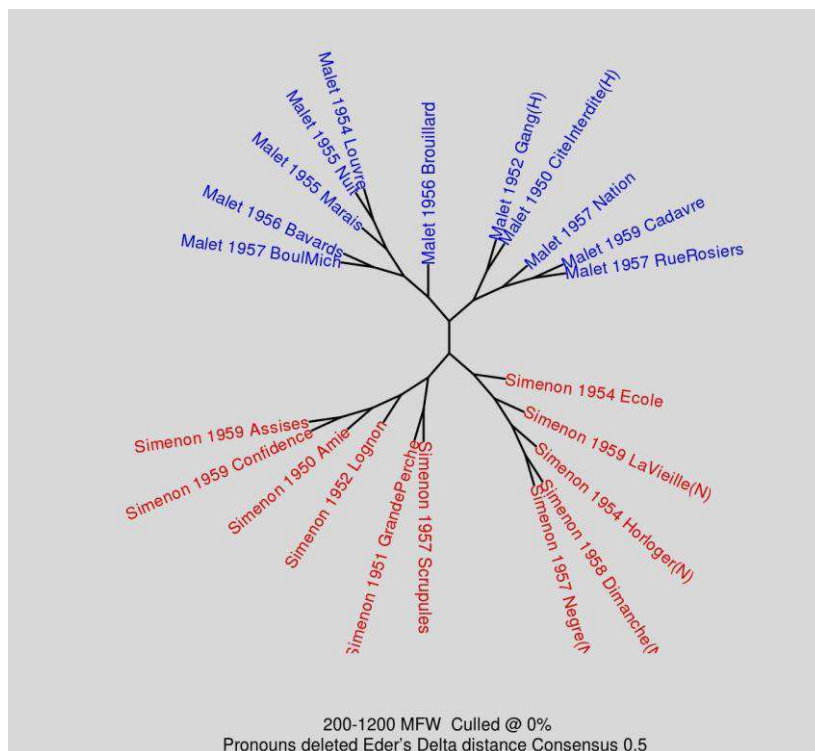 Malet 1954 Louvre
Malet 1955 Nuit
Malet 1955 Marais
Malet 1956 Bavards
Malet 1957 BoulMich
Malet 1956 Brouillard
Malet 1952 Gang(H)
Malet 1950 CiteInterdite(H)
Malet 1957 Nation
Malet 1959 Cadavre
Malet 1957 RueRosiers
Simenon 1954 Ecole
Simenon 1959 LaVieille(N)
Simenon 1954 Horloger(N)
Simenon 1958 Dimanche(N
Simenon 1957 Negre(N
Simenon 1957 Scrupules
Simenon 1951 GrandePerche
Simenon 1952 Lognon
Simenon 1950 Amie
Simenon 1959 Confidence
Simenon 1959 Assises
200-1200 MFW Culled @ 0%
Pronouns deleted Eder's Delta distance Consensus 0.5